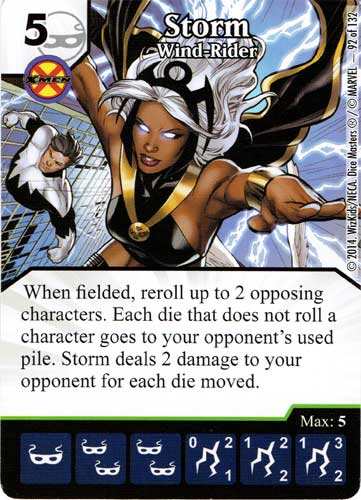 5
Storm
Wind-Rider
X-MEN
© 2014, WizKids/NECA. Dice Masters ® / © MARVEL — 92 of 132
When fielded, reroll up to 2 opposing
characters. Each die that does not roll a
character goes to your opponent's used
pile. Storm deals 2 damage to your
opponent for each die moved.
Max: 5
0 2
1
1 2
2
1 3
2